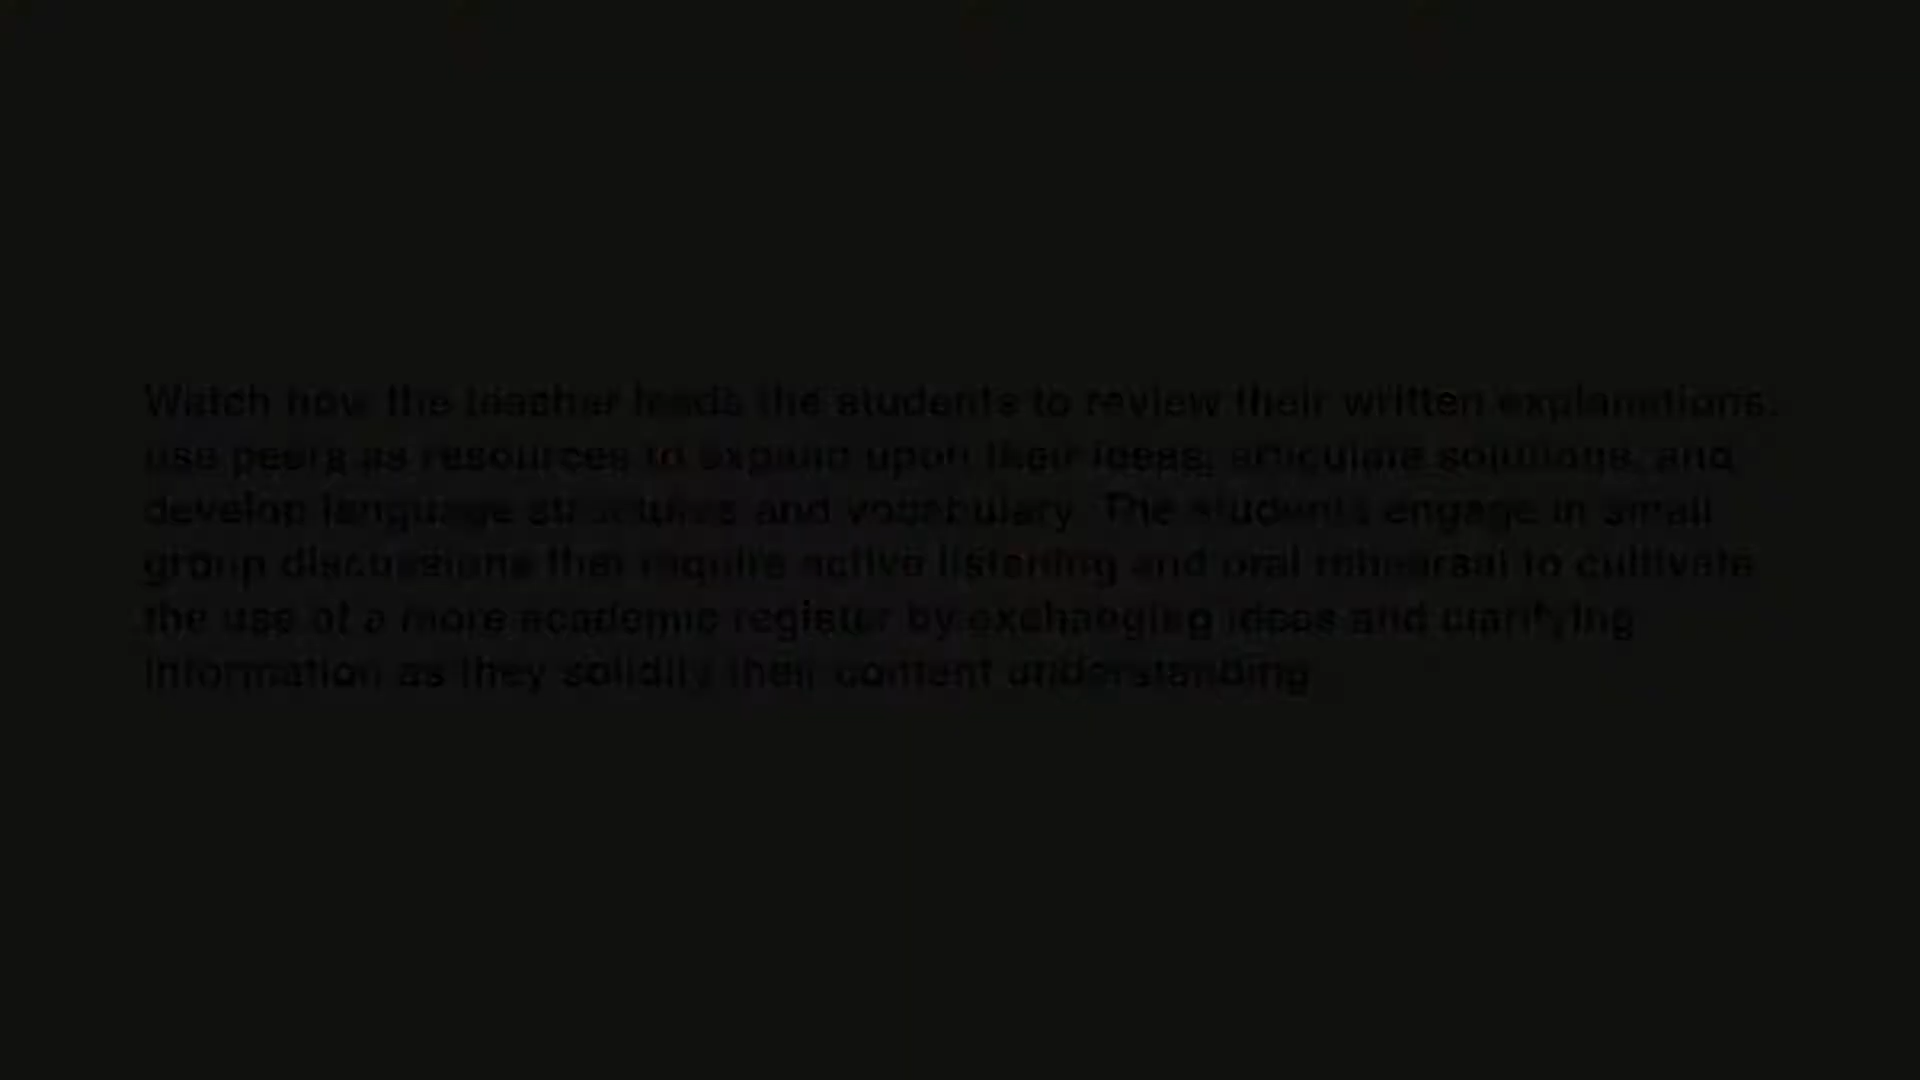 Watch how the teacher leads the students to review their written explanations,
use peers as resources to expand upon their ideas, articulate solutions, and
develop language structures and vocabulary. The students engage in small
group discussions that require active listening and oral rehearsal to cultivate
the use of a more academic register by exchanging ideas and clarifying
information as they solidify their content understanding